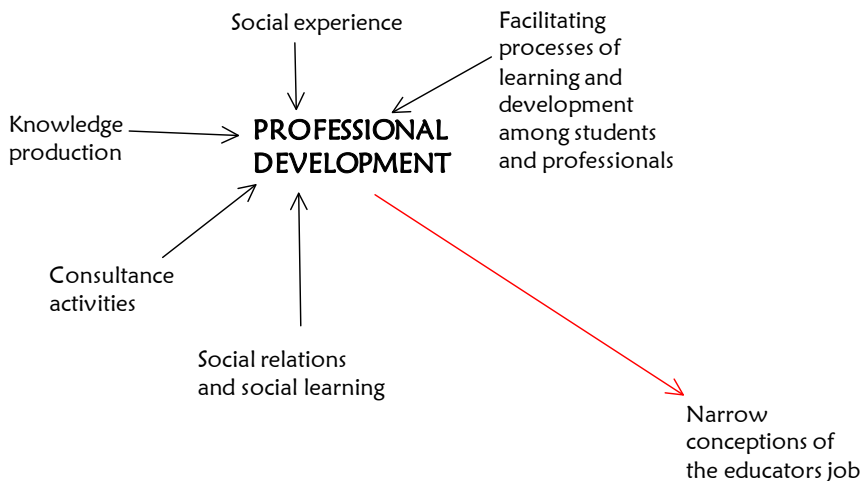 Social experience
Facilitating
processes of
learning and
development
among students
and professionals
Knowledge
production
PROFESSIONAL
DEVELOPMENT
Consultance
activities
Social relations
and social learning
Narrow
conceptions of
the educators job